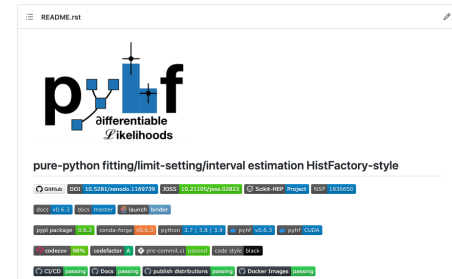 README.rst
pyhf
∂ifferentiable
ℒikelihoods
pure-python fitting/limit-setting/interval estimation HistFactory-style
GitHub DOI 10.5281/zenodo.1169739 JOSS 10.21105/joss.02823 Scikit-HEP Project NSF 1836650
docs v0.6.3 docs master launch binder
pypi package 0.6.3 conda-forge v0.6.3 python 3.7 | 3.8 | 3.9 pyhf v0.6.3 pyhf CUDA
codecov 98% codefactor A pre-commit.ci passed code style black
CI/CD passing Docs passing publish distributions passing Docker Images passing